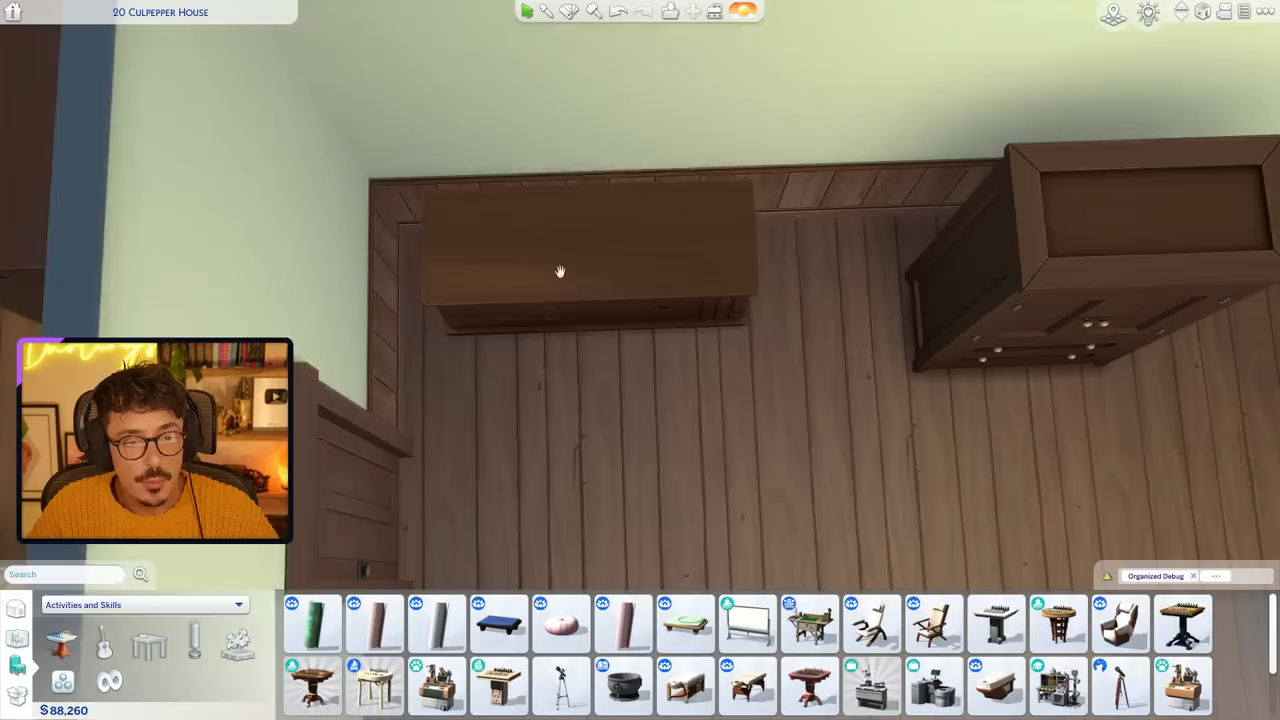 20 CULPEPPER HOUSE
Search
Organized Debug
Activities and Skills
$88,260